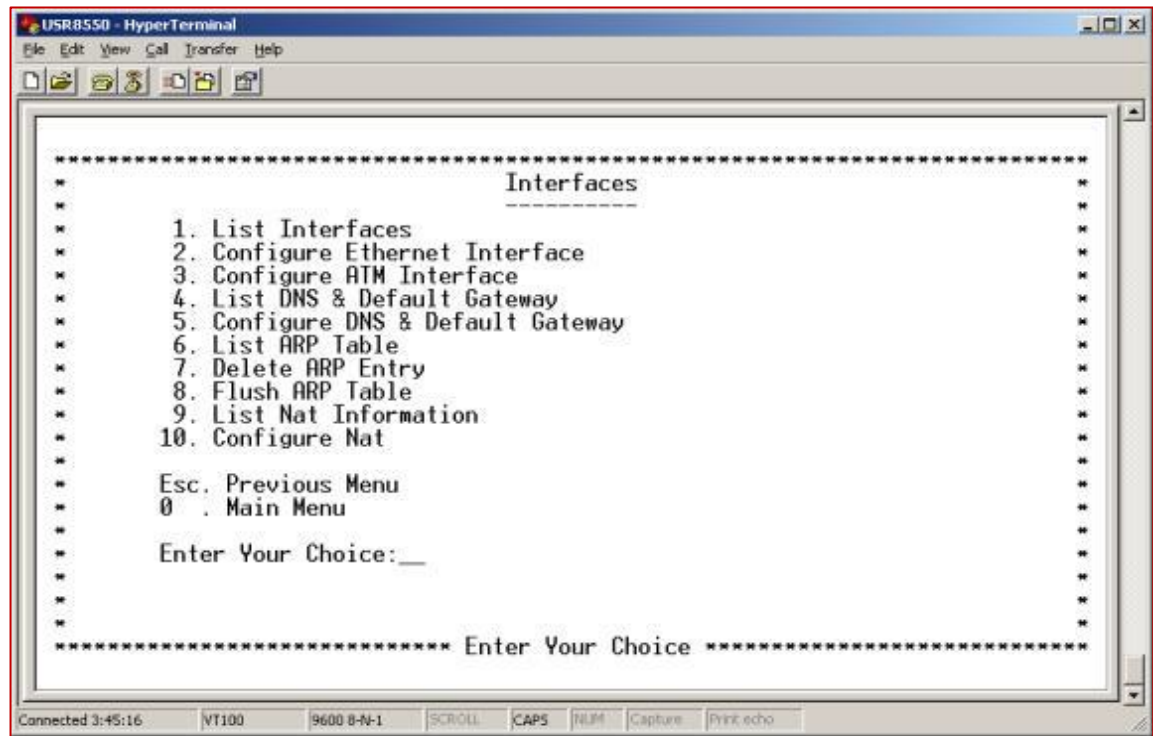 USR8550 - HyperTerminal
File Edit View Call Transfer Help
********************************************************************************
* Interfaces *
* ---------- *
* 1. List Interfaces *
* 2. Configure Ethernet Interface *
* 3. Configure ATM Interface *
* 4. List DNS & Default Gateway *
* 5. Configure DNS & Default Gateway *
* 6. List ARP Table *
* 7. Delete ARP Entry *
* 8. Flush ARP Table *
* 9. List Nat Information *
* 10. Configure Nat *
* *
* Esc. Previous Menu *
* 0 . Main Menu *
* *
* Enter Your Choice:__ *
* *
* *
* *
****************************** Enter Your Choice *****************************
Connected 3:45:16 VT100 9600 8-N-1 SCROLL CAPS NUM Capture Print echo